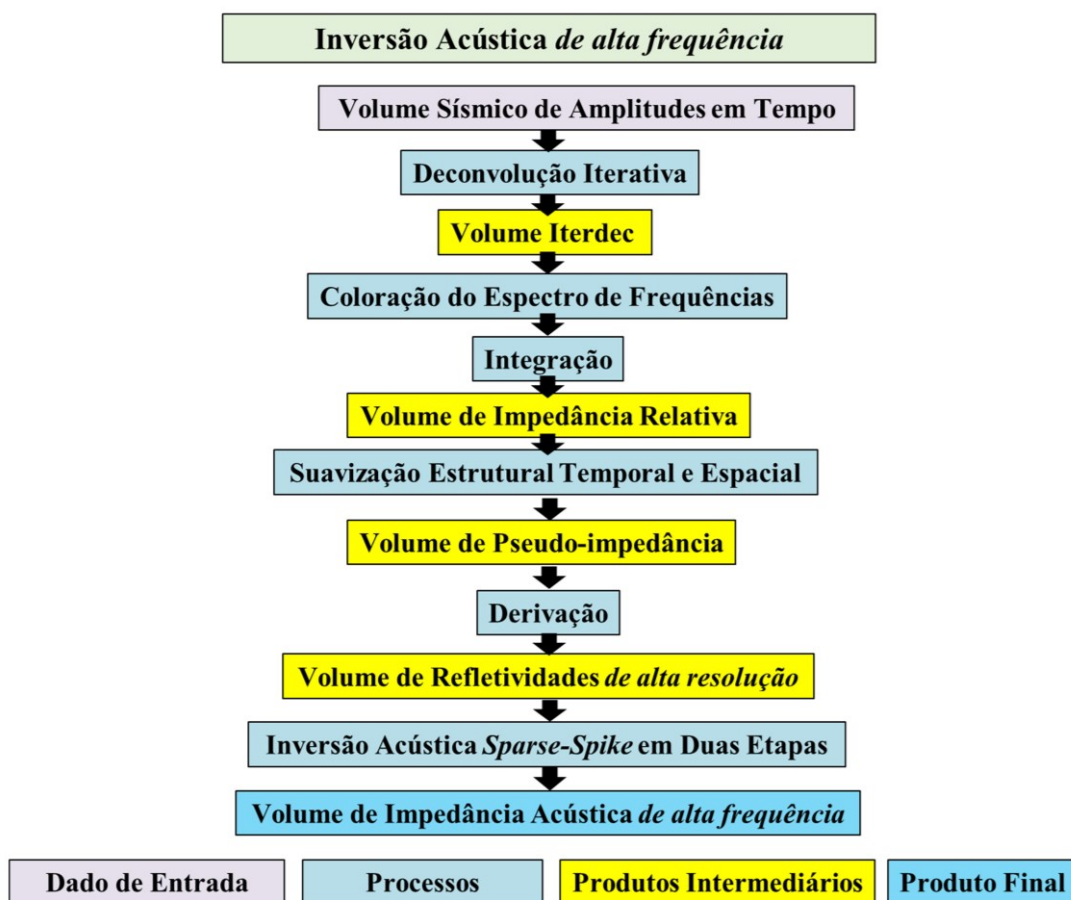 Inversão Acústica de alta frequência
Volume Sísmico de Amplitudes em Tempo
Deconvolução Iterativa
Volume Iterdec
Coloração do Espectro de Frequências
Integração
Volume de Impedância Relativa
Suavização Estrutural Temporal e Espacial
Volume de Pseudo-impedância
Derivação
Volume de Refletividades de alta resolução
Inversão Acústica Sparse-Spike em Duas Etapas
Volume de Impedância Acústica de alta frequência
Dado de Entrada
Processos
Produtos Intermediários
Produto Final